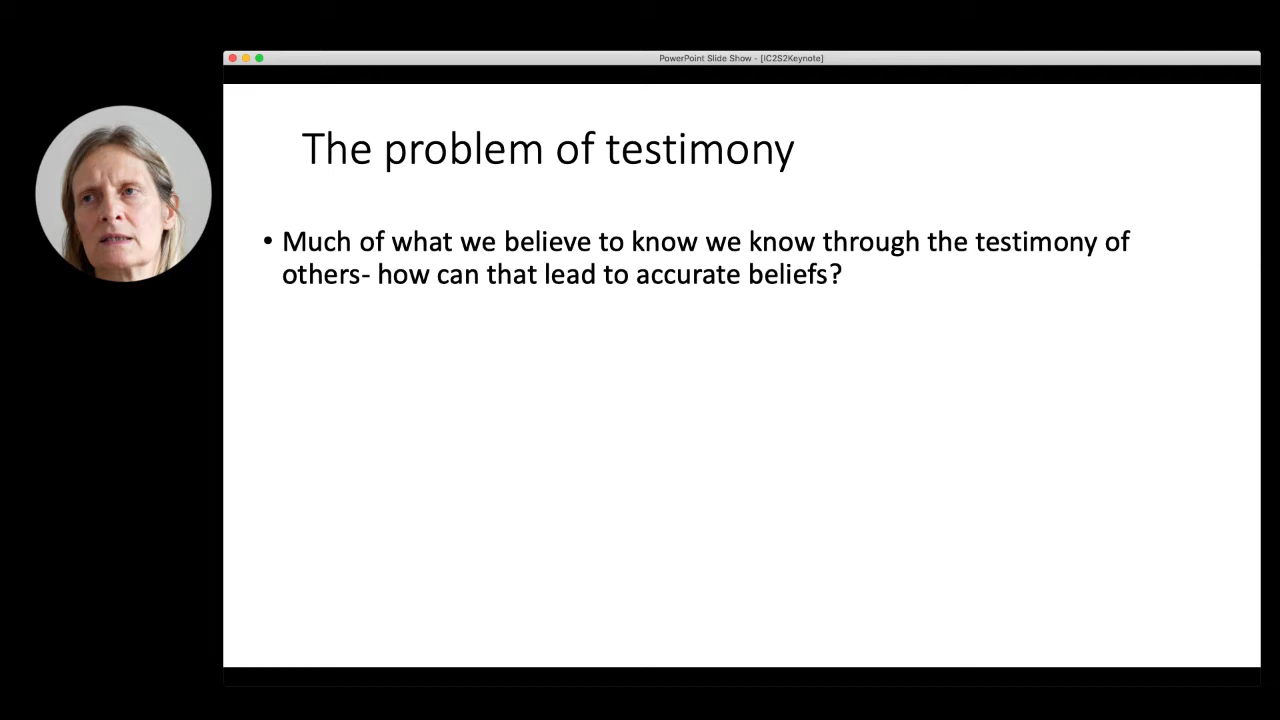 PowerPoint Slide Show - [IC2S2Keynote]
The problem of testimony
• Much of what we believe to know we know through the testimony of
others- how can that lead to accurate beliefs?